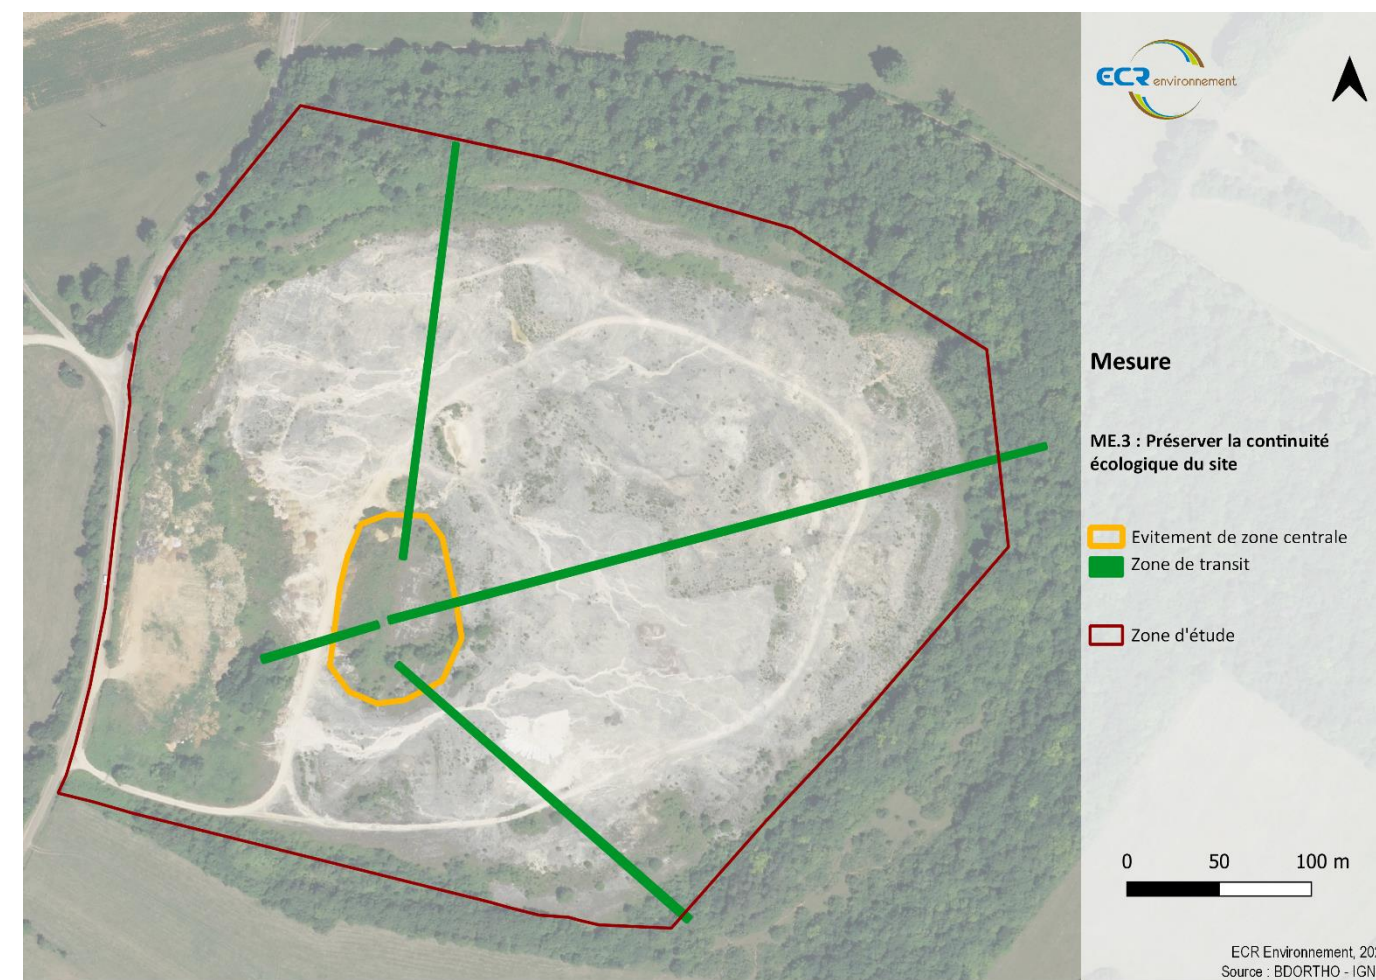 ECR environnement
Mesure
ME.3 : Préserver la continuité
écologique du site
Evitement de zone centrale
Zone de transit
Zone d'étude
0 50 100 m
ECR Environnement,
Source : BDORTHO - IGN